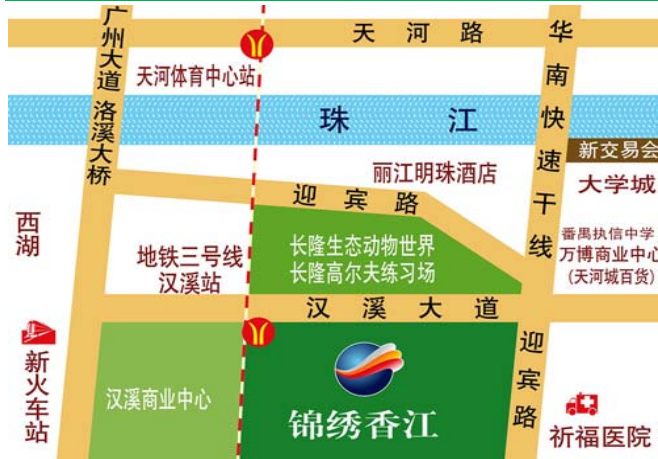 天河路
华南快速干线
广州大道
洛溪大桥
天河体育中心站
珠江
新交易会
丽江明珠酒店
大学城
迎宾路
西湖
番禺执信中学
万博商业中心
(天河城百货)
地铁三号线
汉溪站
长隆生态动物世界
长隆高尔夫练习场
汉溪大道
迎宾路
新火车站
汉溪商业中心
锦绣香江
祈福医院